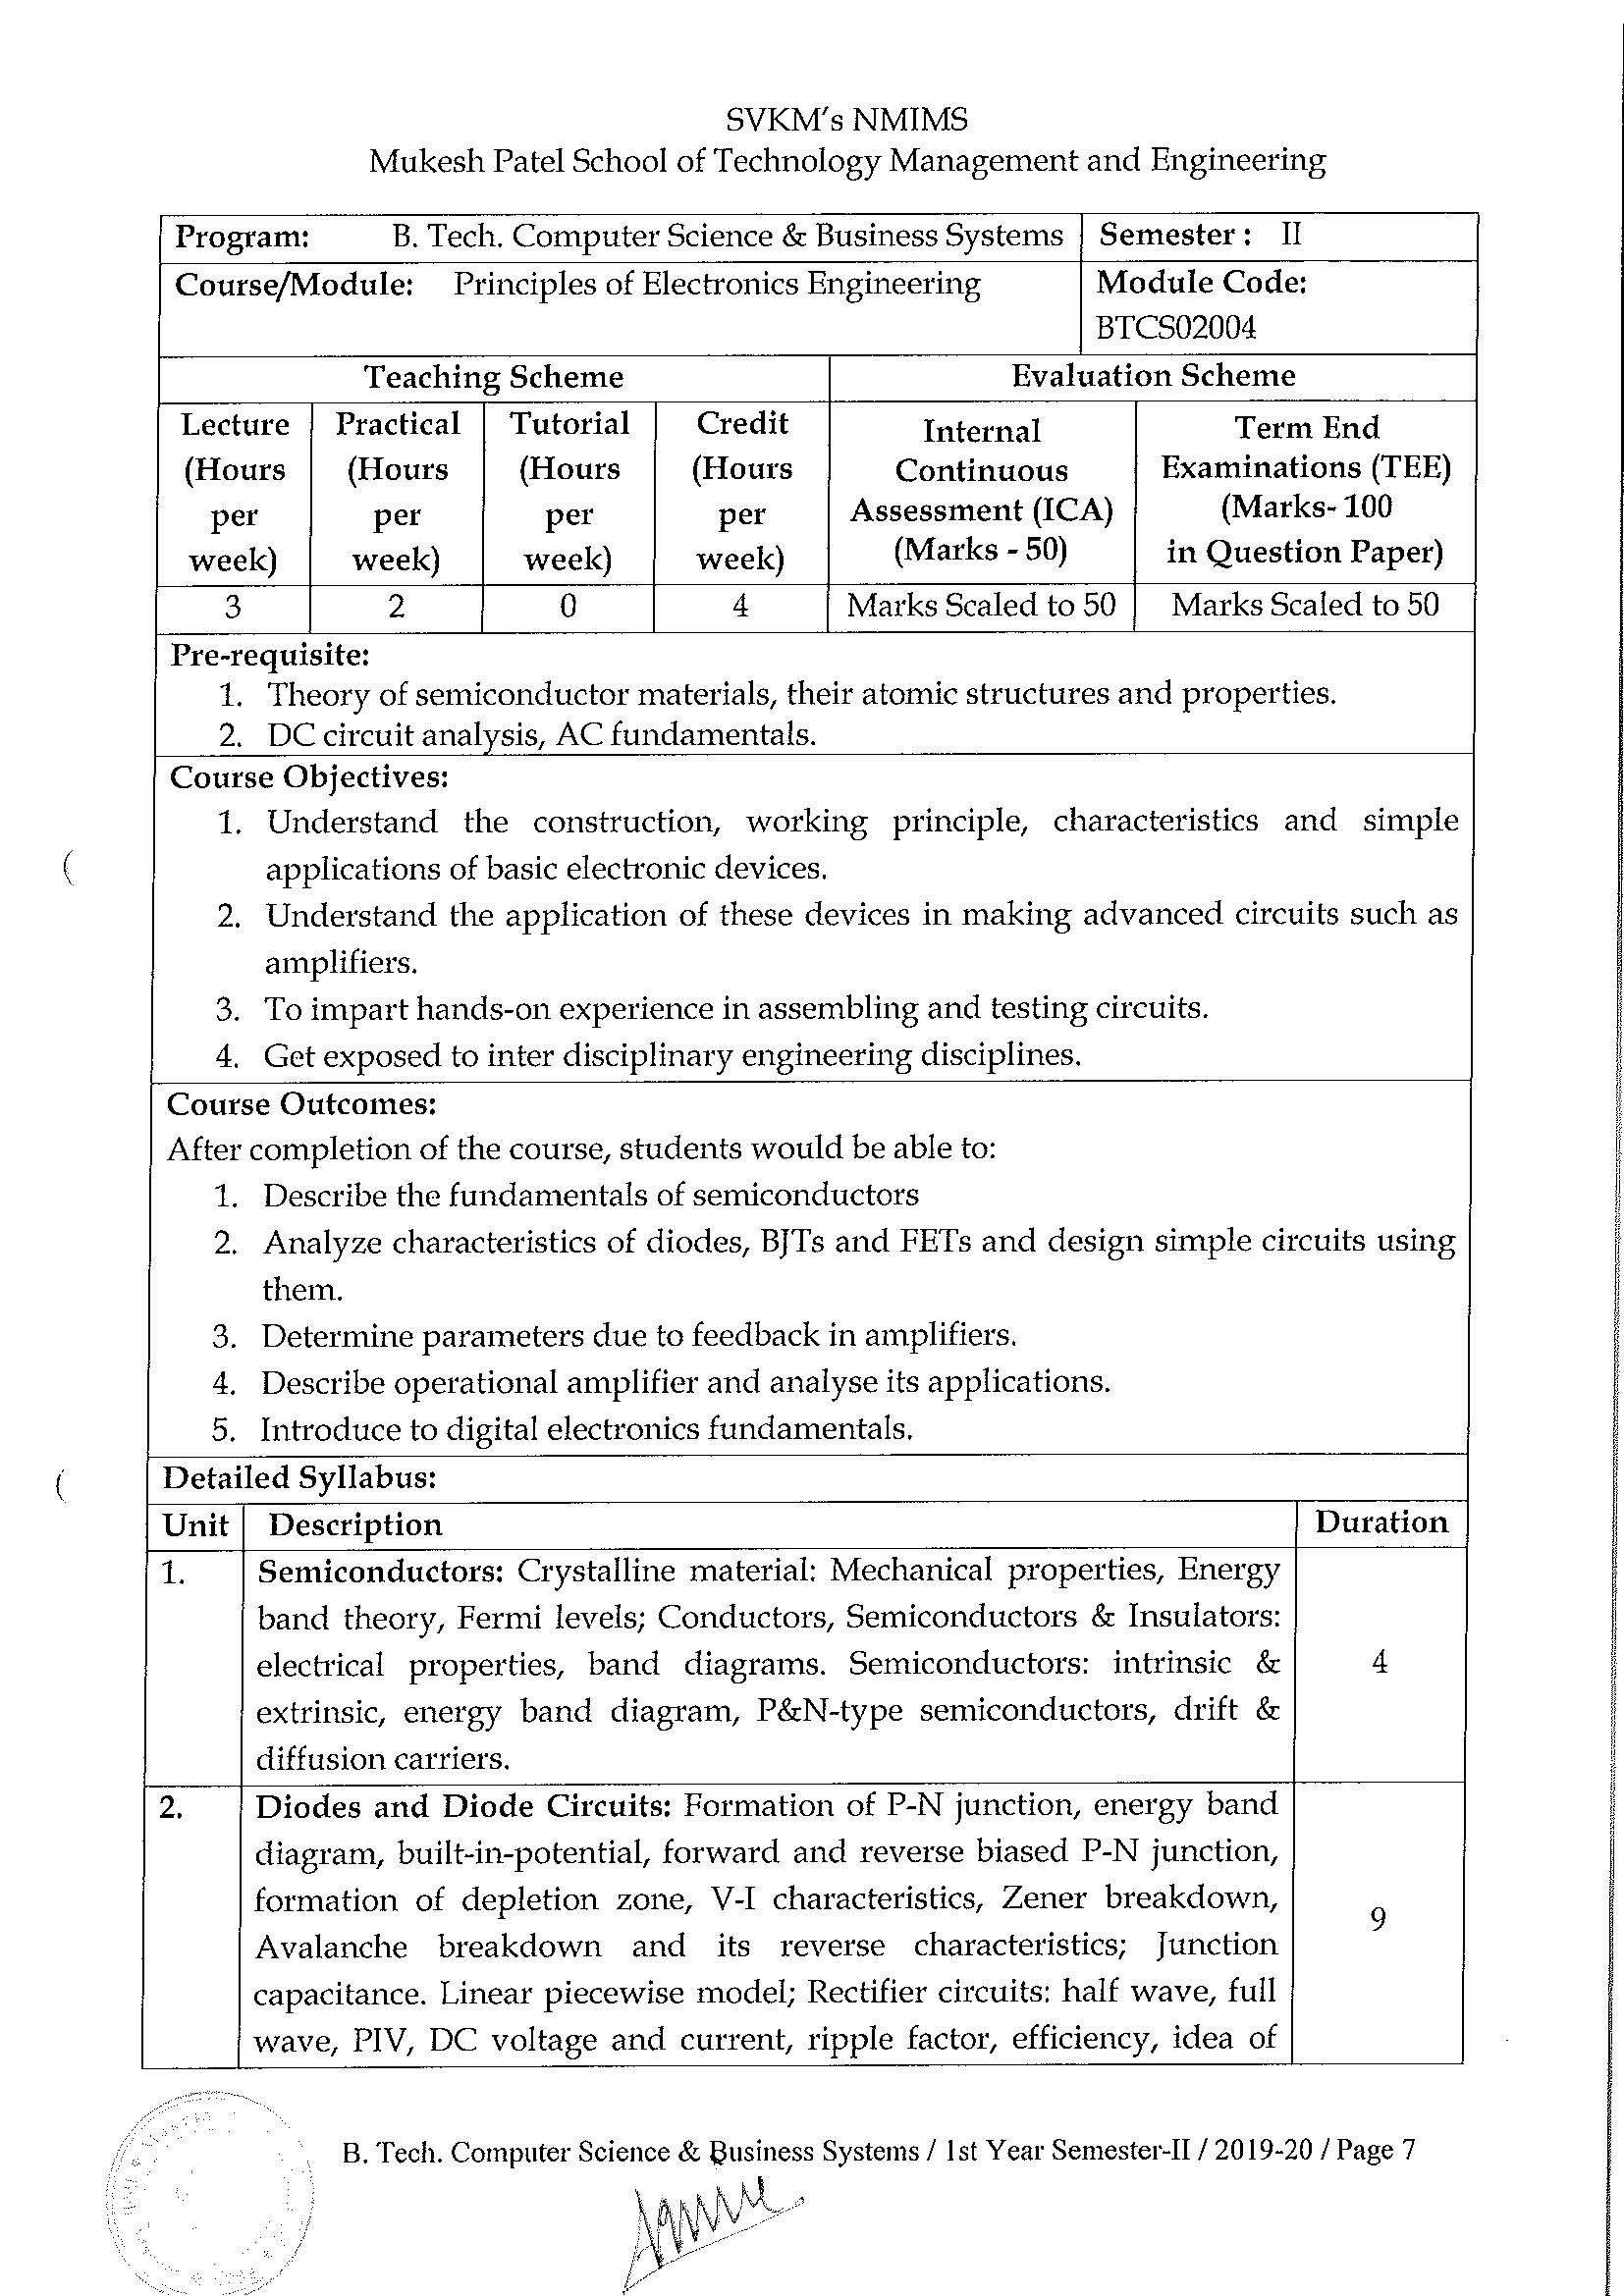 SVKM's NMIMS
Mukesh Patel School of Technology Management and Engineering
Program: B. Tech. Computer Science & Business Systems Semester : II
Course/Module: Principles of Electronics Engineering Module Code:
BTCS02004
Teaching Scheme Evaluation Scheme
Lecture (Hours per week) Practical (Hours per week) Tutorial (Hours per week) Credit (Hours per week) Internal Continuous Assessment (ICA) (Marks - 50) Term End Examinations (TEE) (Marks- 100 in Question Paper)
3 2 0 4 Marks Scaled to 50 Marks Scaled to 50
Pre-requisite:
1. Theory of semiconductor materials, their atomic structures and properties.
2. DC circuit analysis, AC fundamentals.
Course Objectives:
1. Understand the construction, working principle, characteristics and simple
applications of basic electronic devices.
2. Understand the application of these devices in making advanced circuits such as
amplifiers.
3. To impart hands-on experience in assembling and testing circuits.
4. Get exposed to inter disciplinary engineering disciplines.
Course Outcomes:
After completion of the course, students would be able to:
1. Describe the fundamentals of semiconductors
2. Analyze characteristics of diodes, BJTs and FETs and design simple circuits using
them.
3. Determine parameters due to feedback in amplifiers.
4. Describe operational amplifier and analyse its applications.
5. Introduce to digital electronics fundamentals.
Detailed Syllabus:
Unit Description Duration
1. Semiconductors: Crystalline material: Mechanical properties, Energy
band theory, Fermi levels; Conductors, Semiconductors & Insulators:
electrical properties, band diagrams. Semiconductors: intrinsic & 4
extrinsic, energy band diagram, P&N-type semiconductors, drift &
diffusion carriers.
2. Diodes and Diode Circuits: Formation of P-N junction, energy band
diagram, built-in-potential, forward and reverse biased P-N junction,
formation of depletion zone, V-I characteristics, Zener breakdown, 9
Avalanche breakdown and its reverse characteristics; Junction
capacitance. Linear piecewise model; Rectifier circuits: half wave, full
wave, PIV, DC voltage and current, ripple factor, efficiency, idea of
B. Tech. Computer Science & Business Systems / 1st Year Semester-II / 2019-20 / Page 7